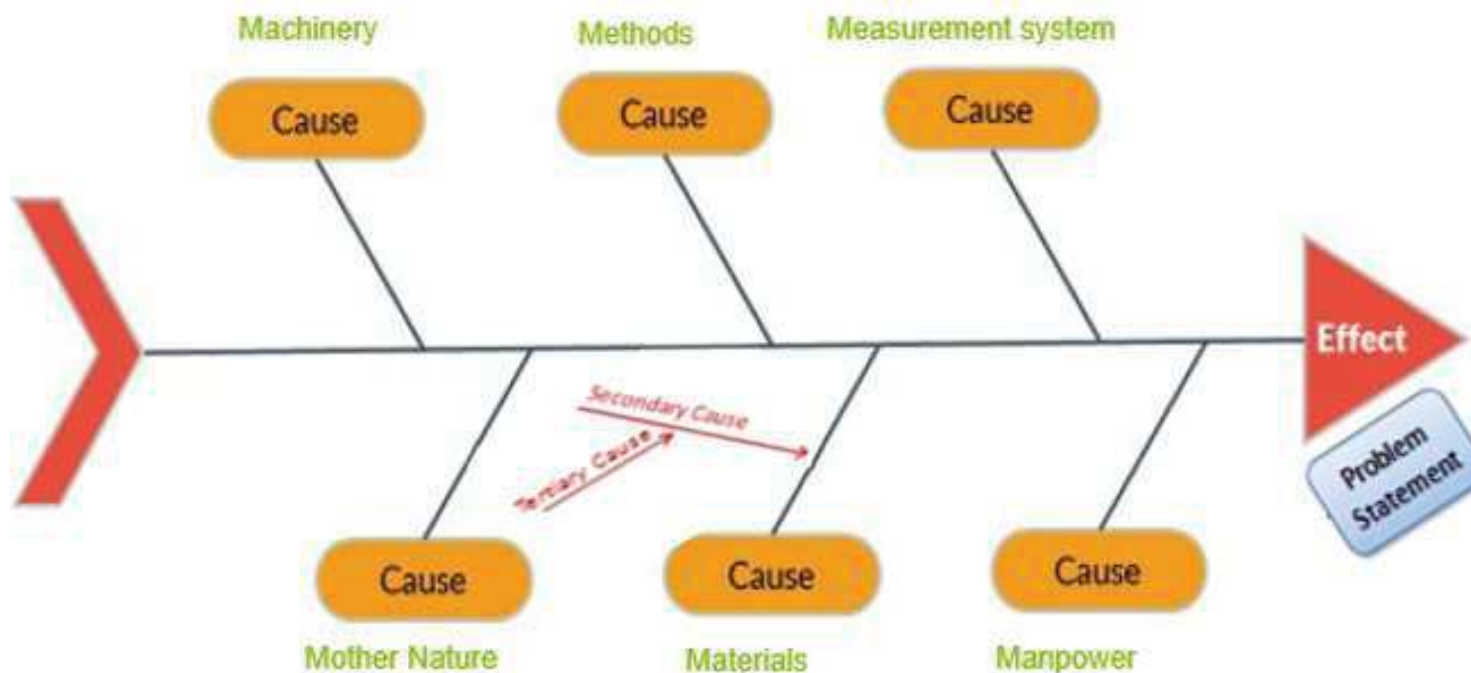 Machinery
Methods
Measurement system
Cause
Cause
Cause
Effect
Secondary Cause
Tertiary Cause
Problem
Statement
Cause
Cause
Cause
Mother Nature
Materials
Manpower